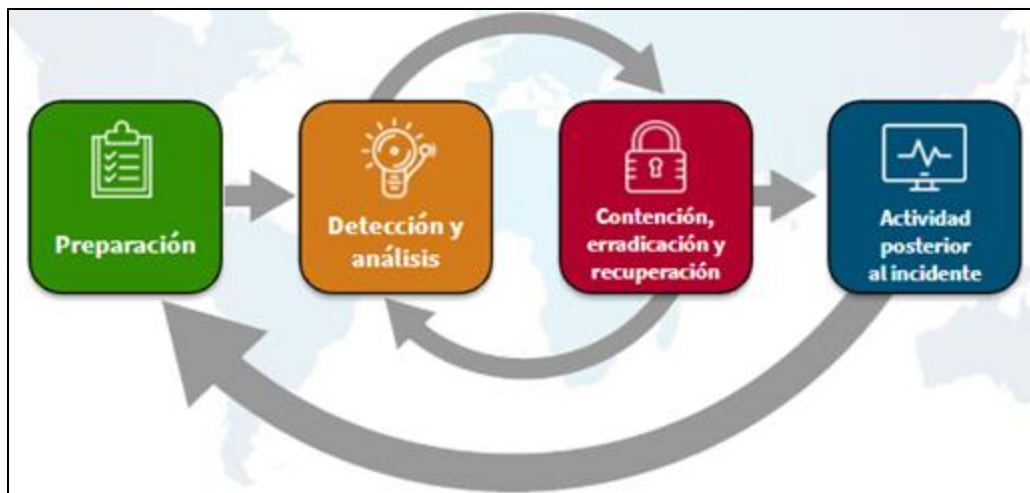 Preparación
Detección y
análisis
Contención,
erradicación y
recuperación
Actividad
posterior
al incidente